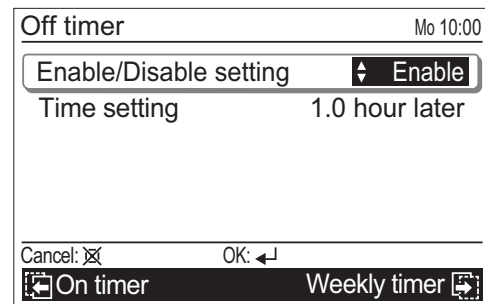 Off timer Mo 10:00
Enable/Disable setting Enable
Time setting 1.0 hour later
Cancel: OK:
On timer Weekly timer